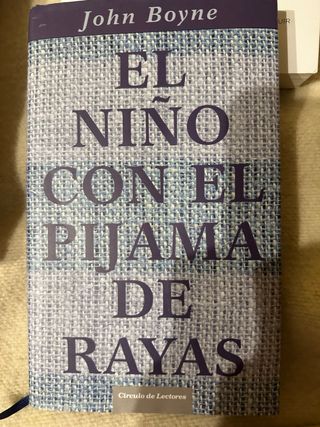 John Boyne
EL
NIÑO
CON EL
PIJAMA
DE
RAYAS
Círculo de Lectores